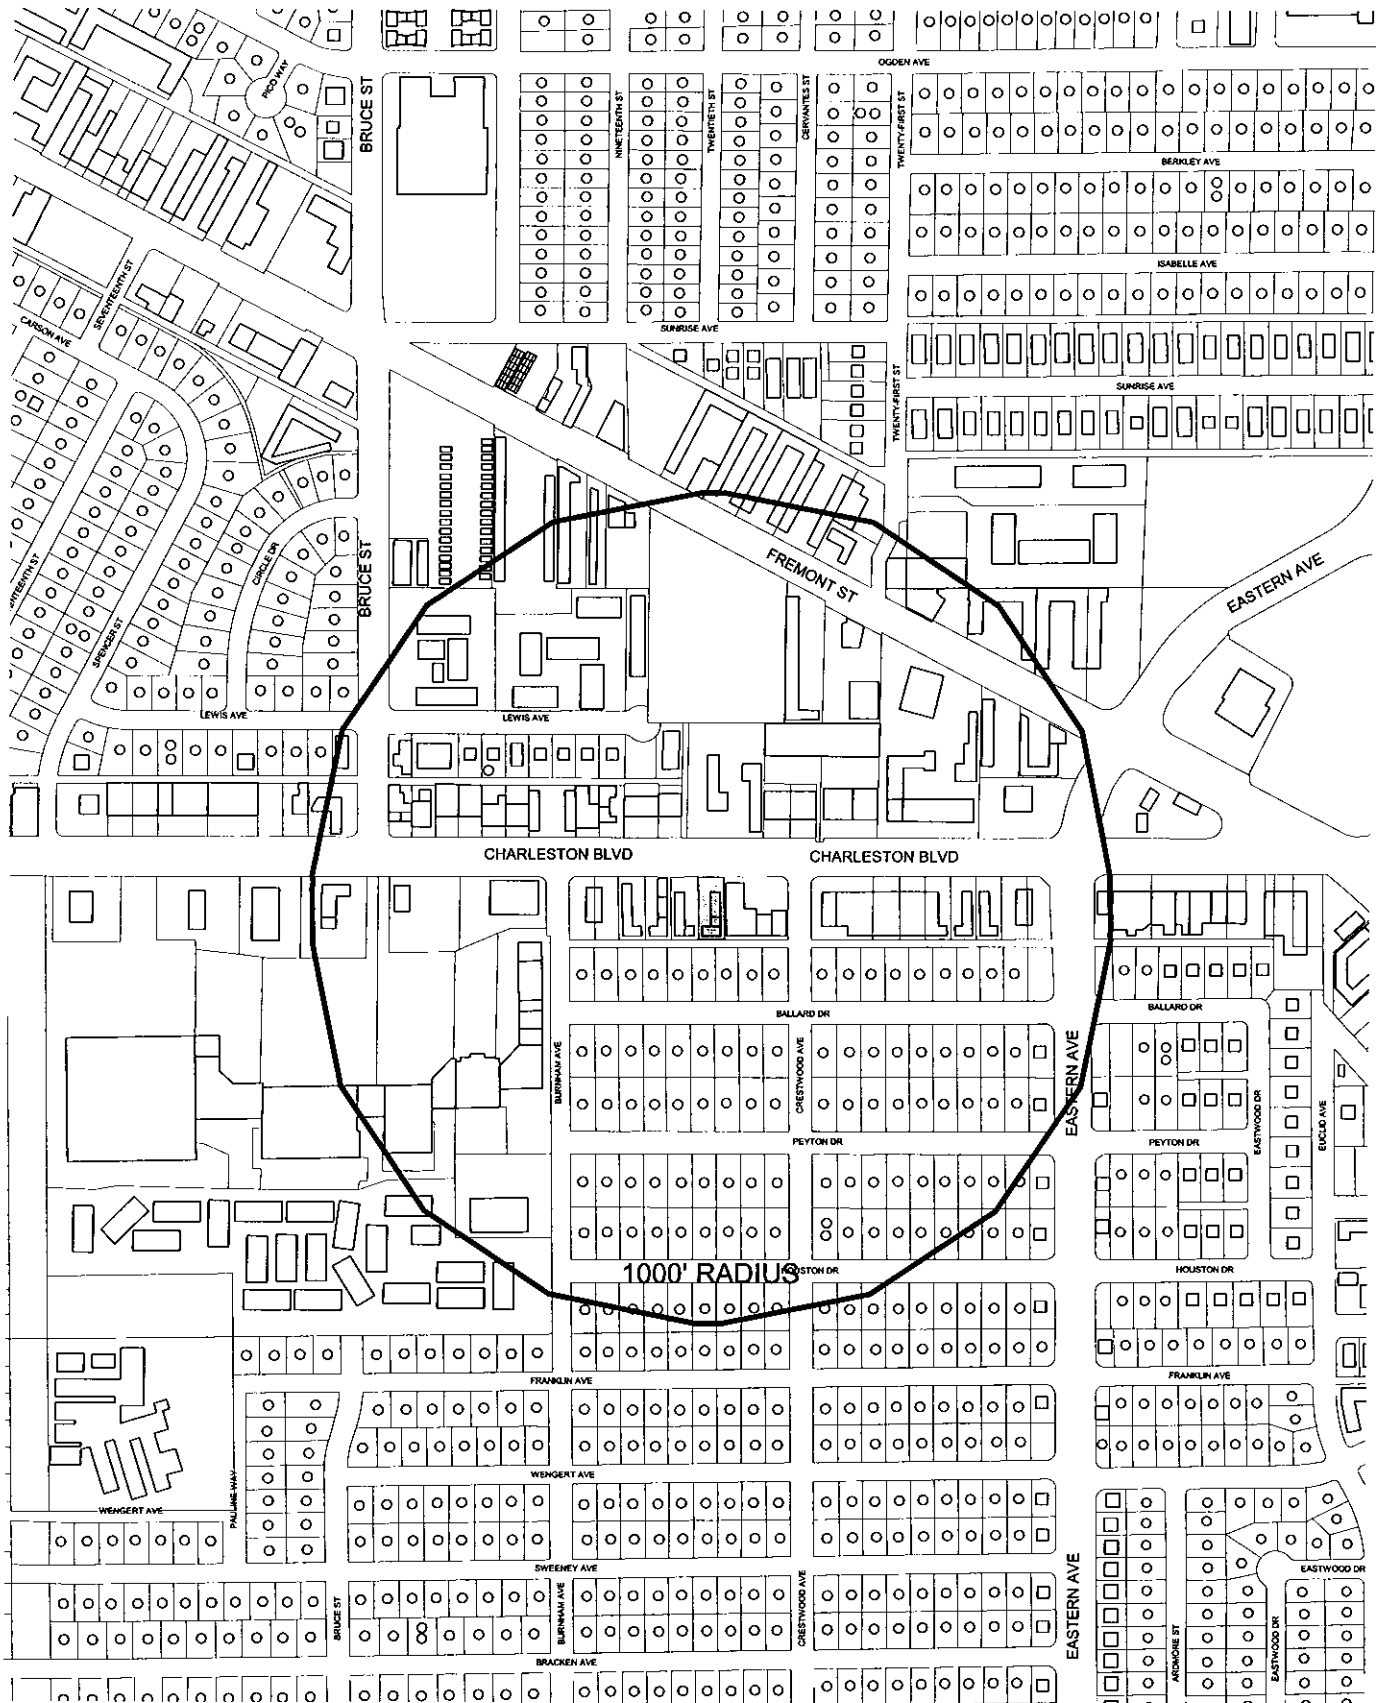 OGDEN AVE
PICO WAY
BRUCE ST
NINETEENTH ST
TWENTIETH ST
CERVANTES ST
TWENTY-FIRST ST
BERKLEY AVE
ISABELLE AVE
SEVENTEENTH ST
CARSON AVE
SUNRISE AVE
SUNRISE AVE
TWENTY-FIRST ST
FREMONT ST
EASTERN AVE
BRUCE ST
CIRCLE DR
ENTEENTH ST
SPENCER ST
LEWIS AVE
LEWIS AVE
CHARLESTON BLVD
CHARLESTON BLVD
BALLARD DR
BALLARD DR
BURNHAM AVE
CRESTWOOD AVE
EASTERN AVE
EASTWOOD DR
EUCLID AVE
PEYTON DR
PEYTON DR
1000' RADIUS
HOUSTON DR
HOUSTON DR
FRANKLIN AVE
FRANKLIN AVE
WENGERT AVE
WENGERT AVE
PAULINE WAY
SWEENEY AVE
EASTWOOD DR
BRUCE ST
BURNHAM AVE
CRESTWOOD AVE
EASTERN AVE
ARDMORE ST
EASTWOOD DR
BRACKEN AVE